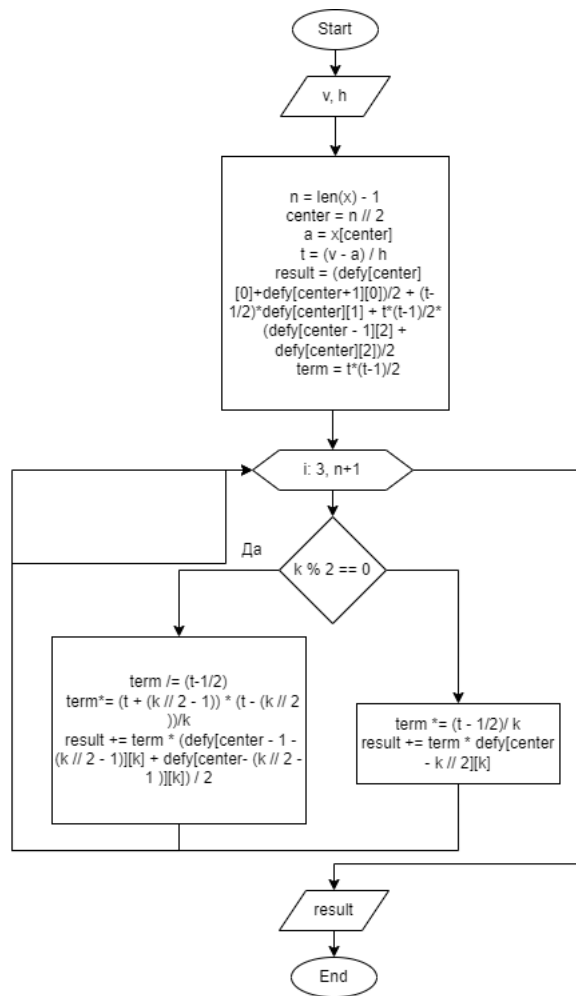 Start
v, h
n = len(x) - 1
center = n // 2
a = x[center]
t = (v - a) / h
result = (defy[center]
[0]+defy[center+1][0])/2 + (t-
1/2)*defy[center][1] + t*(t-1)/2*
(defy[center - 1][2] +
defy[center][2])/2
term = t*(t-1)/2
i: 3, n+1
Да
k % 2 == 0
term /= (t-1/2)
term*= (t + (k // 2 - 1)) * (t - (k // 2
))/k
result += term * (defy[center - 1 -
(k // 2 - 1)][k] + defy[center- (k // 2 -
1 )][k]) / 2
term *= (t - 1/2)/ k
result += term * defy[center
- k // 2][k]
result
End